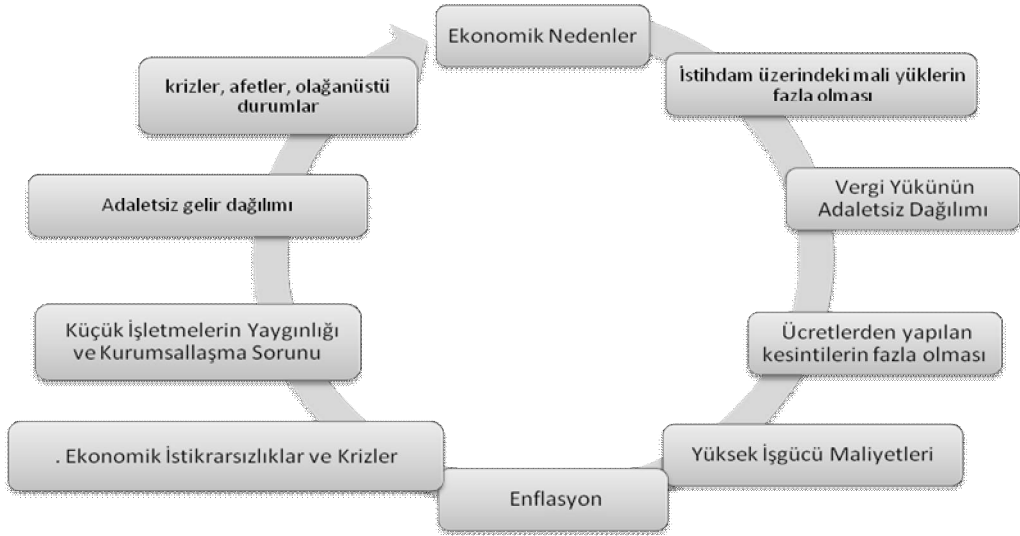 Ekonomik Nedenler
İstihdam üzerindeki mali yüklerin
fazla olması
Vergi Yükünün
Adaletsiz Dağılımı
Ücretlerden yapılan
kesintilerin fazla olması
Yüksek İşgücü Maliyetleri
Enflasyon
. Ekonomik İstikrarsızlıklar ve Krizler
Küçük İşletmelerin Yaygınlığı
ve Kurumsallaşma Sorunu
Adaletsiz gelir dağılımı
krizler, afetler, olağanüstü
durumlar